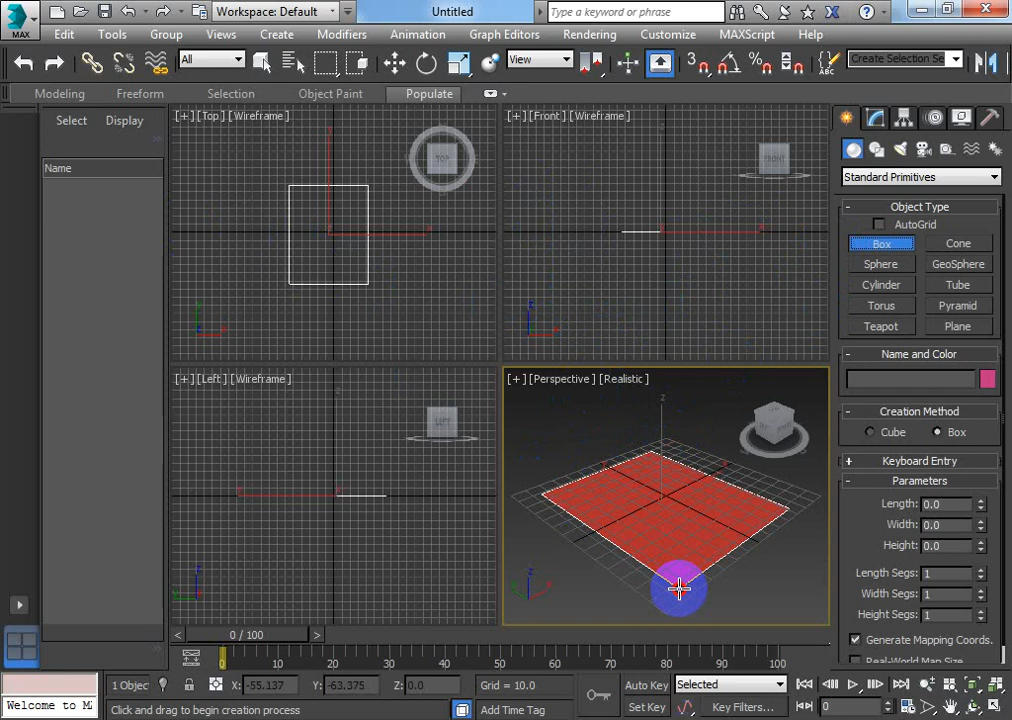 MAX
Workspace: Default
Untitled
Type a keyword or phrase
Edit Tools Group Views Create Modifiers Animation Graph Editors Rendering Customize MAXScript Help
All
View
Create Selection Se
Modeling Freeform Selection Object Paint Populate
Select Display
Name
[+] [Top] [Wireframe]
TOP
[+] [Front] [Wireframe]
FRONT
[+] [Left] [Wireframe]
LEFT
[+] [Perspective] [Realistic]
Standard Primitives
- Object Type
AutoGrid
Box Cone
Sphere GeoSphere
Cylinder Tube
Torus Pyramid
Teapot Plane
- Name and Color
- Creation Method
Cube Box
+ Keyboard Entry
- Parameters
Length: 0.0
Width: 0.0
Height: 0.0
Length Segs: 1
Width Segs: 1
Height Segs: 1
Generate Mapping Coords.
Real-World Map Size
< 0 / 100 >
0 10 20 30 40 50 60 70 80 90 100
1 Object X: -55.137 Y: -63.375 Z: 0.0 Grid = 10.0
Auto Key Selected
Welcome to M
Click and drag to begin creation process
Add Time Tag
Set Key Key Filters... 0